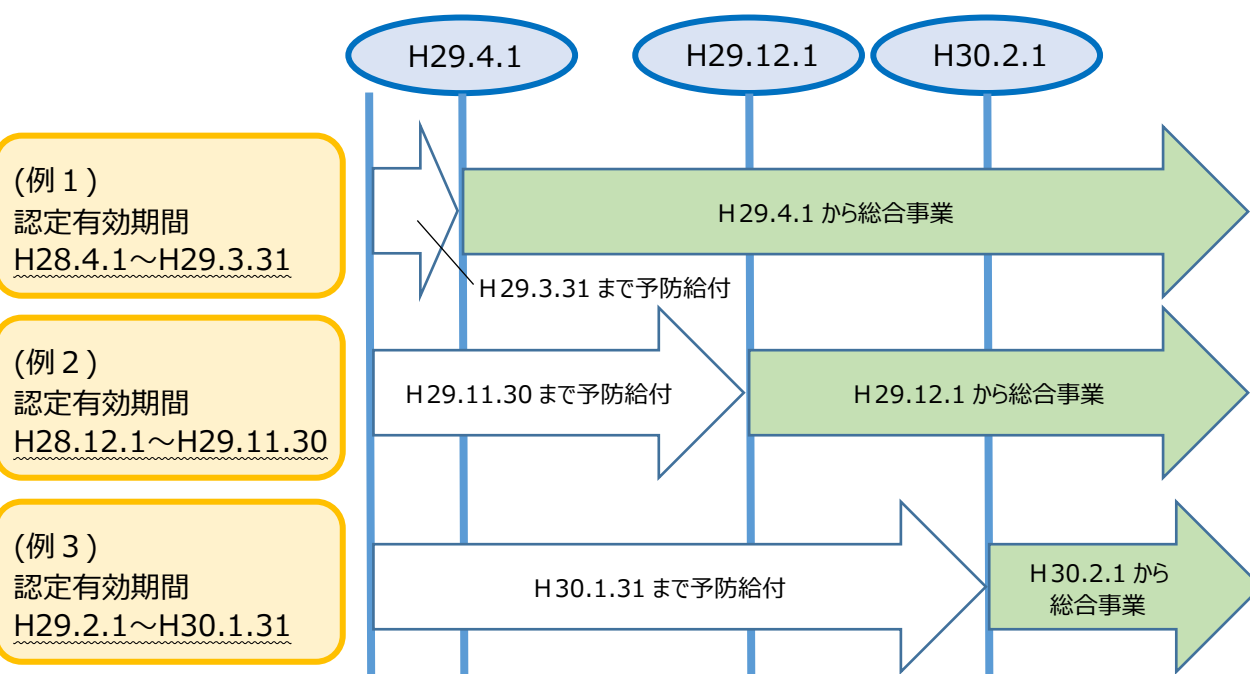 H29.4.1
H29.12.1
H30.2.1
(例１)
認定有効期間
H28.4.1～H29.3.31
H29.4.1 から総合事業
H29.3.31 まで予防給付
(例２)
認定有効期間
H28.12.1～H29.11.30
H29.11.30 まで予防給付
H29.12.1 から総合事業
(例３)
認定有効期間
H29.2.1～H30.1.31
H30.1.31 まで予防給付
H30.2.1 から
総合事業